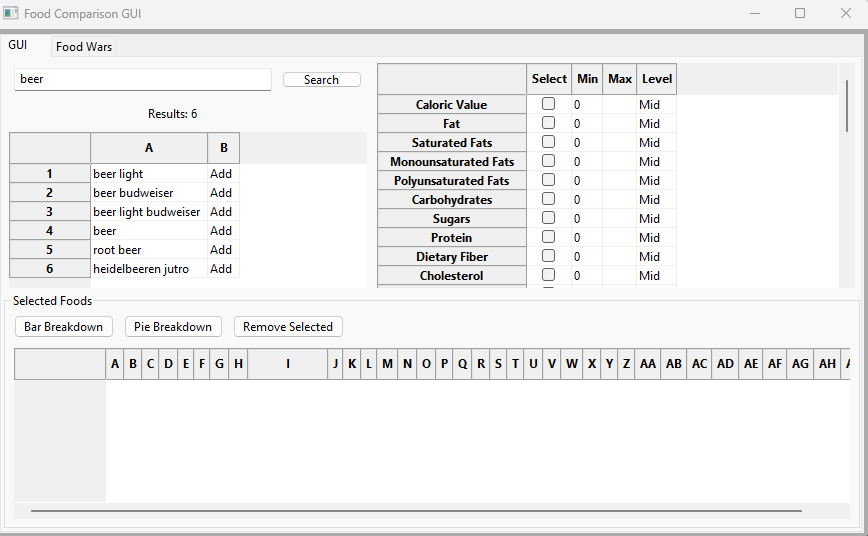 Food Comparison GUI
GUI Food Wars
beer Search
Results: 6
A B
1 beer light Add
2 beer budweiser Add
3 beer light budweiser Add
4 beer Add
5 root beer Add
6 heidelbeeren jutro Add
Select Min Max Level
Caloric Value 0 Mid
Fat 0 Mid
Saturated Fats 0 Mid
Monounsaturated Fats 0 Mid
Polyunsaturated Fats 0 Mid
Carbohydrates 0 Mid
Sugars 0 Mid
Protein 0 Mid
Dietary Fiber 0 Mid
Cholesterol 0 Mid
Selected Foods
Bar Breakdown Pie Breakdown Remove Selected
A B C D E F G H I J K L M N O P Q R S T U V W X Y Z AA AB AC AD AE AF AG AH